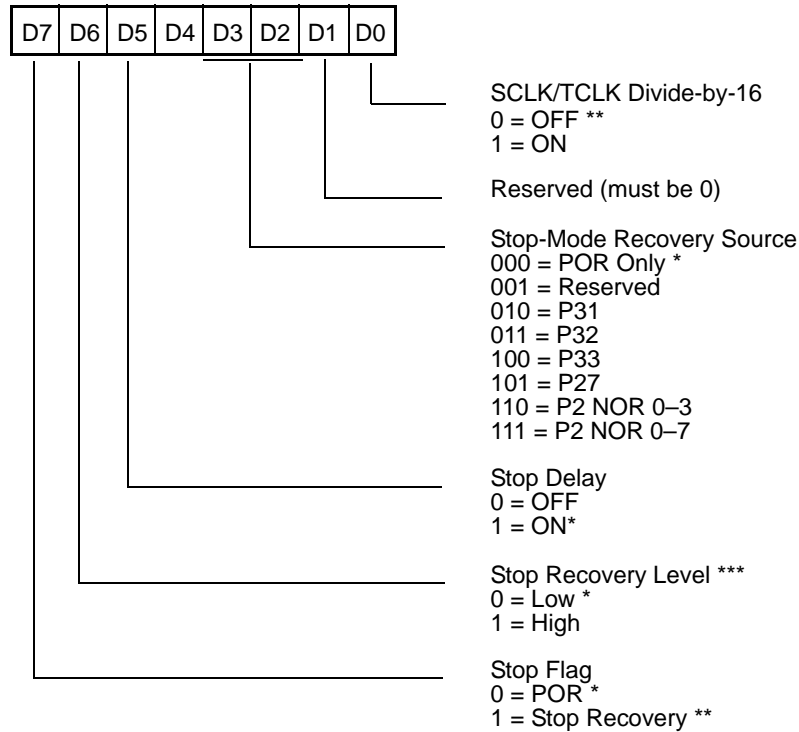 D7 D6 D5 D4 D3 D2 D1 D0
SCLK/TCLK Divide-by-16
0 = OFF **
1 = ON
Reserved (must be 0)
Stop-Mode Recovery Source
000 = POR Only *
001 = Reserved
010 = P31
011 = P32
100 = P33
101 = P27
110 = P2 NOR 0–3
111 = P2 NOR 0–7
Stop Delay
0 = OFF
1 = ON*
Stop Recovery Level ***
0 = Low *
1 = High
Stop Flag
0 = POR *
1 = Stop Recovery **